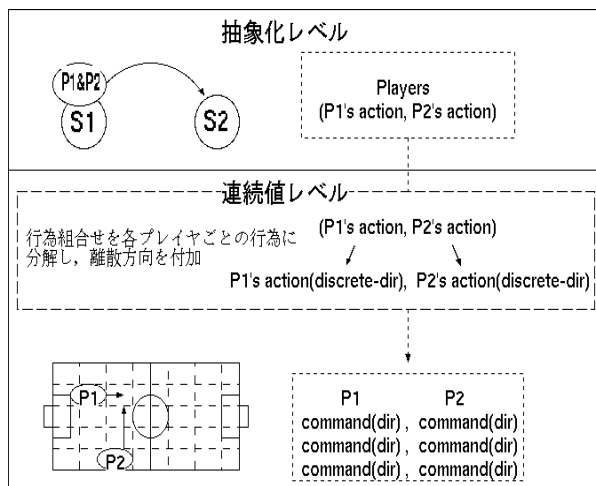 抽象化レベル
P1&P2
S1
S2
Players
(P1's action, P2's action)
連続値レベル
行為組合せを各プレイヤごとの行為に
分解し，離散方向を付加
(P1's action, P2's action)
P1's action(discrete-dir), P2's action(discrete-dir)
P1
P2
P1 P2
command(dir) , command(dir)
command(dir) , command(dir)
command(dir) , command(dir)